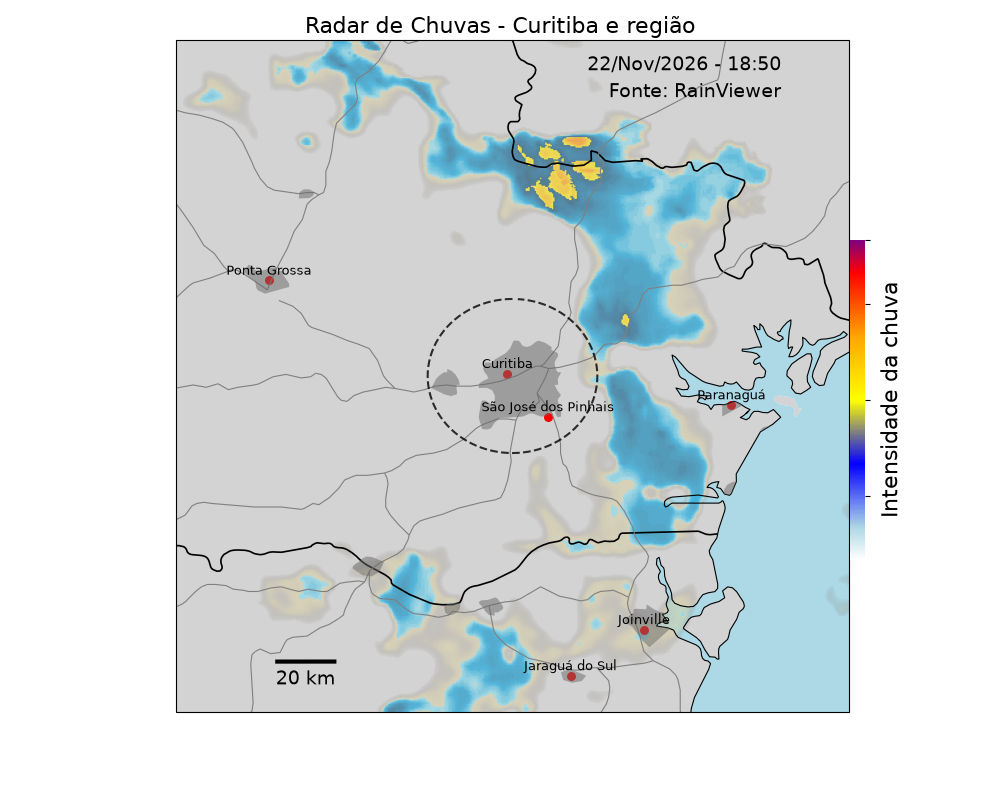 Radar de Chuvas - Curitiba e região
22/Nov/2026 - 18:50
Fonte: RainViewer
Ponta Grossa
Curitiba
São José dos Pinhais
Paranaguá
Joinville
Jaraguá do Sul
20 km
Intensidade da chuva